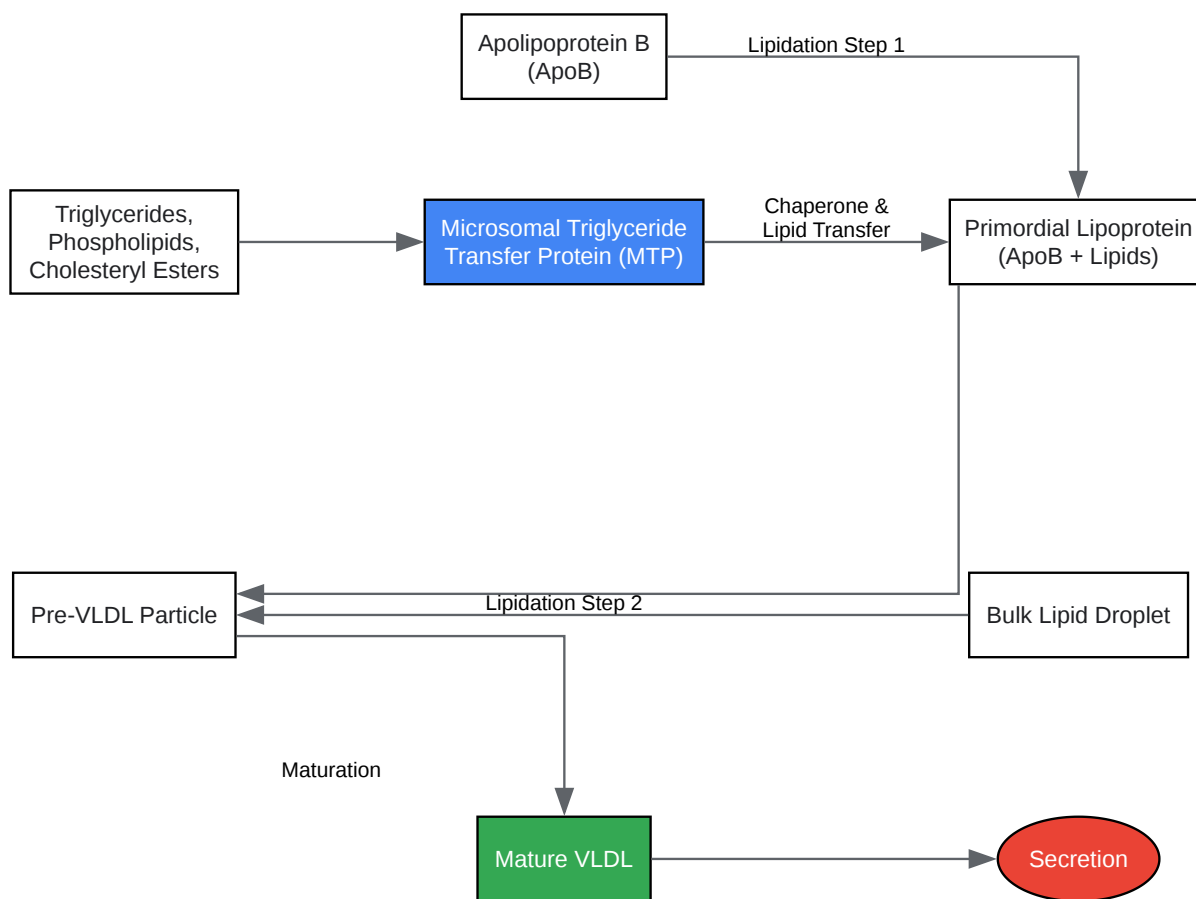 Apolipoprotein B
(ApoB)
Lipidation Step 1
Triglycerides,
Phospholipids,
Cholesteryl Esters
Microsomal Triglyceride
Transfer Protein (MTP)
Chaperone &
Lipid Transfer
Primordial Lipoprotein
(ApoB + Lipids)
Pre-VLDL Particle
Lipidation Step 2
Bulk Lipid Droplet
Maturation
Mature VLDL
Secretion